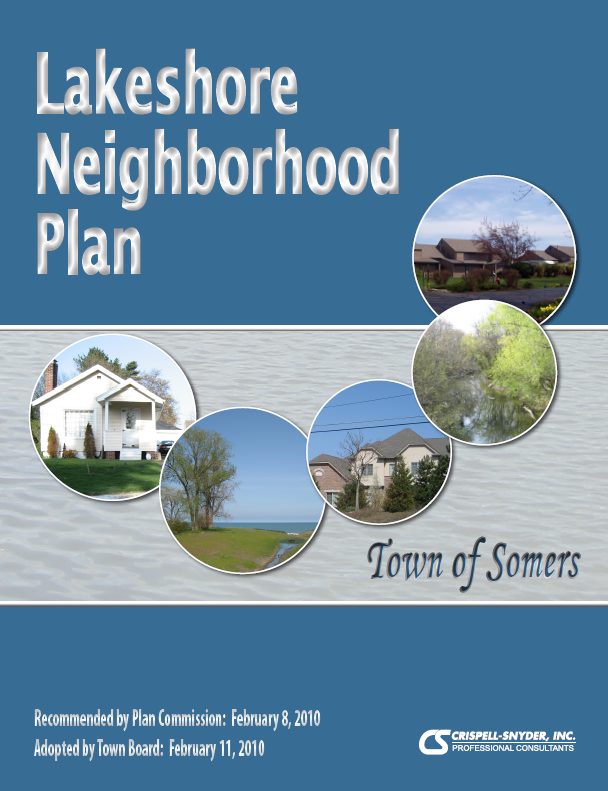 Lakeshore
Neighborhood
Plan
Town of Somers
Recommended by Plan Commission: February 8, 2010
Adopted by Town Board: February 11, 2010
CS CRISPELL-SNYDER, INC.
PROFESSIONAL CONSULTANTS